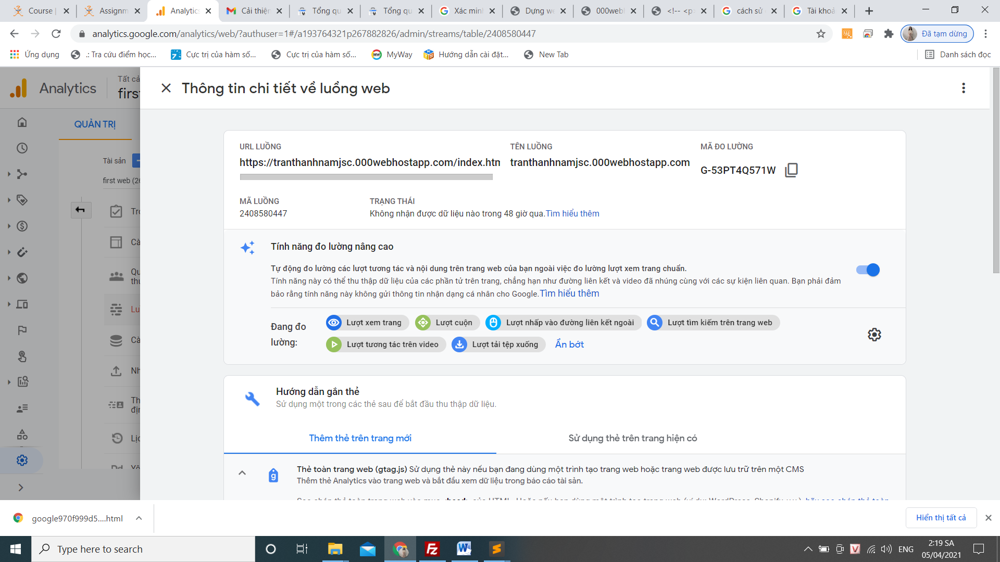 Course |
Assignm
Analytics
Cải thiện
Tổng qu
Tổng qu
Xác minh
Dựng we
000webl
<!-- <p>
cách sử
Tài khoả
analytics.google.com/analytics/web/?authuser=1#/a193764321p267882826/admin/streams/table/2408580447
Đã tạm dừng
Ứng dụng
.: Tra cứu điểm học...
Cực trị của hàm số...
Cực trị của hàm số...
MyWay
Hướng dẫn cài đặt...
New Tab
Danh sách đọc
Analytics
Tất cả
first
Thông tin chi tiết về luồng web
QUẢN TRỊ
Tài sản
first web (26
Tr
Cà
Qu
thu
Lu
Cà
Nh
Th
địn
Lịc
URL LUỒNG
https://tranthanhnamjsc.000webhostapp.com/index.htm
TÊN LUỒNG
tranthanhnamjsc.000webhostapp.com
MÃ ĐO LƯỜNG
G-53PT4Q571W
MÃ LUỒNG
2408580447
TRẠNG THÁI
Không nhận được dữ liệu nào trong 48 giờ qua.Tìm hiểu thêm
Tính năng đo lường nâng cao
Tự động đo lường các lượt tương tác và nội dung trên trang web của bạn ngoài việc đo lường lượt xem trang chuẩn.
Tính năng này có thể thu thập dữ liệu của các phần tử trên trang, chẳng hạn như đường liên kết và video đã nhúng cùng với các sự kiện liên quan. Bạn phải đảm
bảo rằng tính năng này không gửi thông tin nhận dạng cá nhân cho Google.Tìm hiểu thêm
Đang đo
lường:
Lượt xem trang
Lượt cuộn
Lượt nhấp vào đường liên kết ngoài
Lượt tìm kiếm trên trang web
Lượt tương tác trên video
Lượt tải tệp xuống
Ẩn bớt
Hướng dẫn gắn thẻ
Sử dụng một trong các thẻ sau để bắt đầu thu thập dữ liệu.
Thêm thẻ trên trang mới
Sử dụng thẻ trên trang hiện có
Thẻ toàn trang web (gtag.js) Sử dụng thẻ này nếu bạn đang dùng một trình tạo trang web hoặc trang web được lưu trữ trên một CMS
Thêm thẻ Analytics vào trang web và bắt đầu xem dữ liệu trong báo cáo tài sản.
google970f999d5....html
Hiển thị tất cả
Type here to search
ENG
2:19 SA
05/04/2021